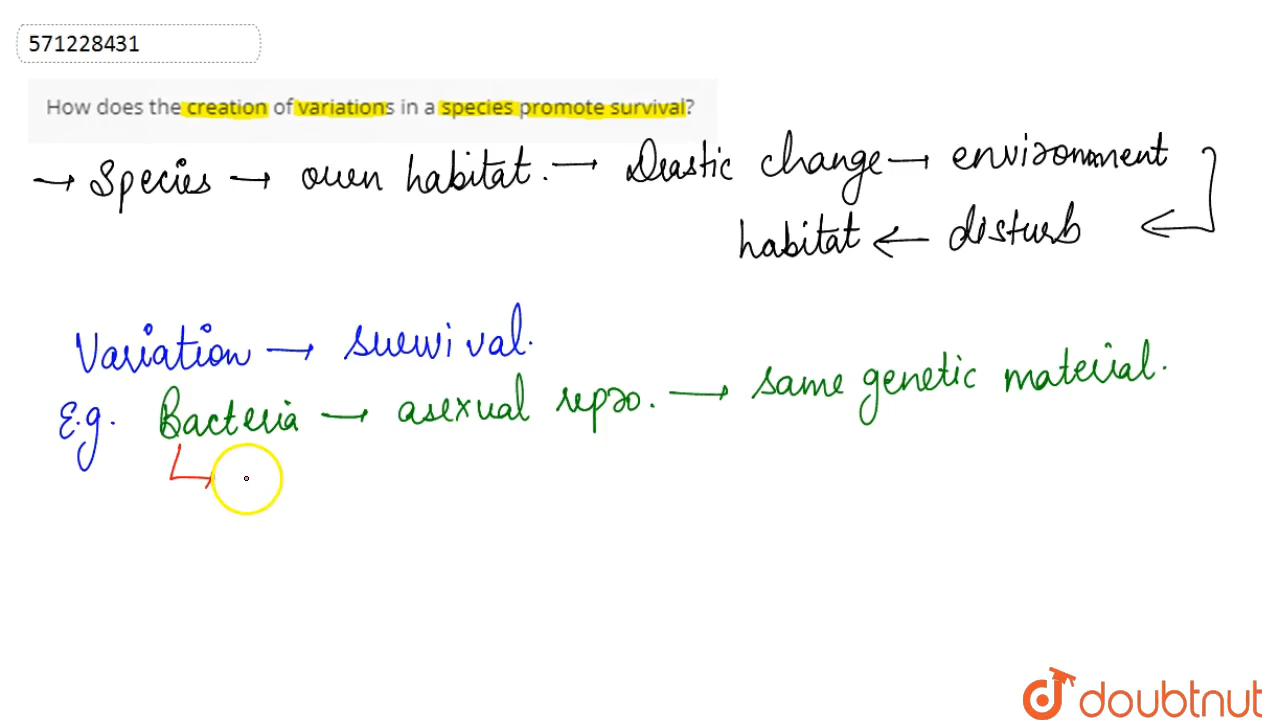 571228431
How does the creation of variations in a species promote survival?
→ Species → own habitat. → Drastic change → environment
habitat ← disturb ←
Variation → survival.
E.g. Bacteria → asexual repro. → same genetic material.
doubtnut